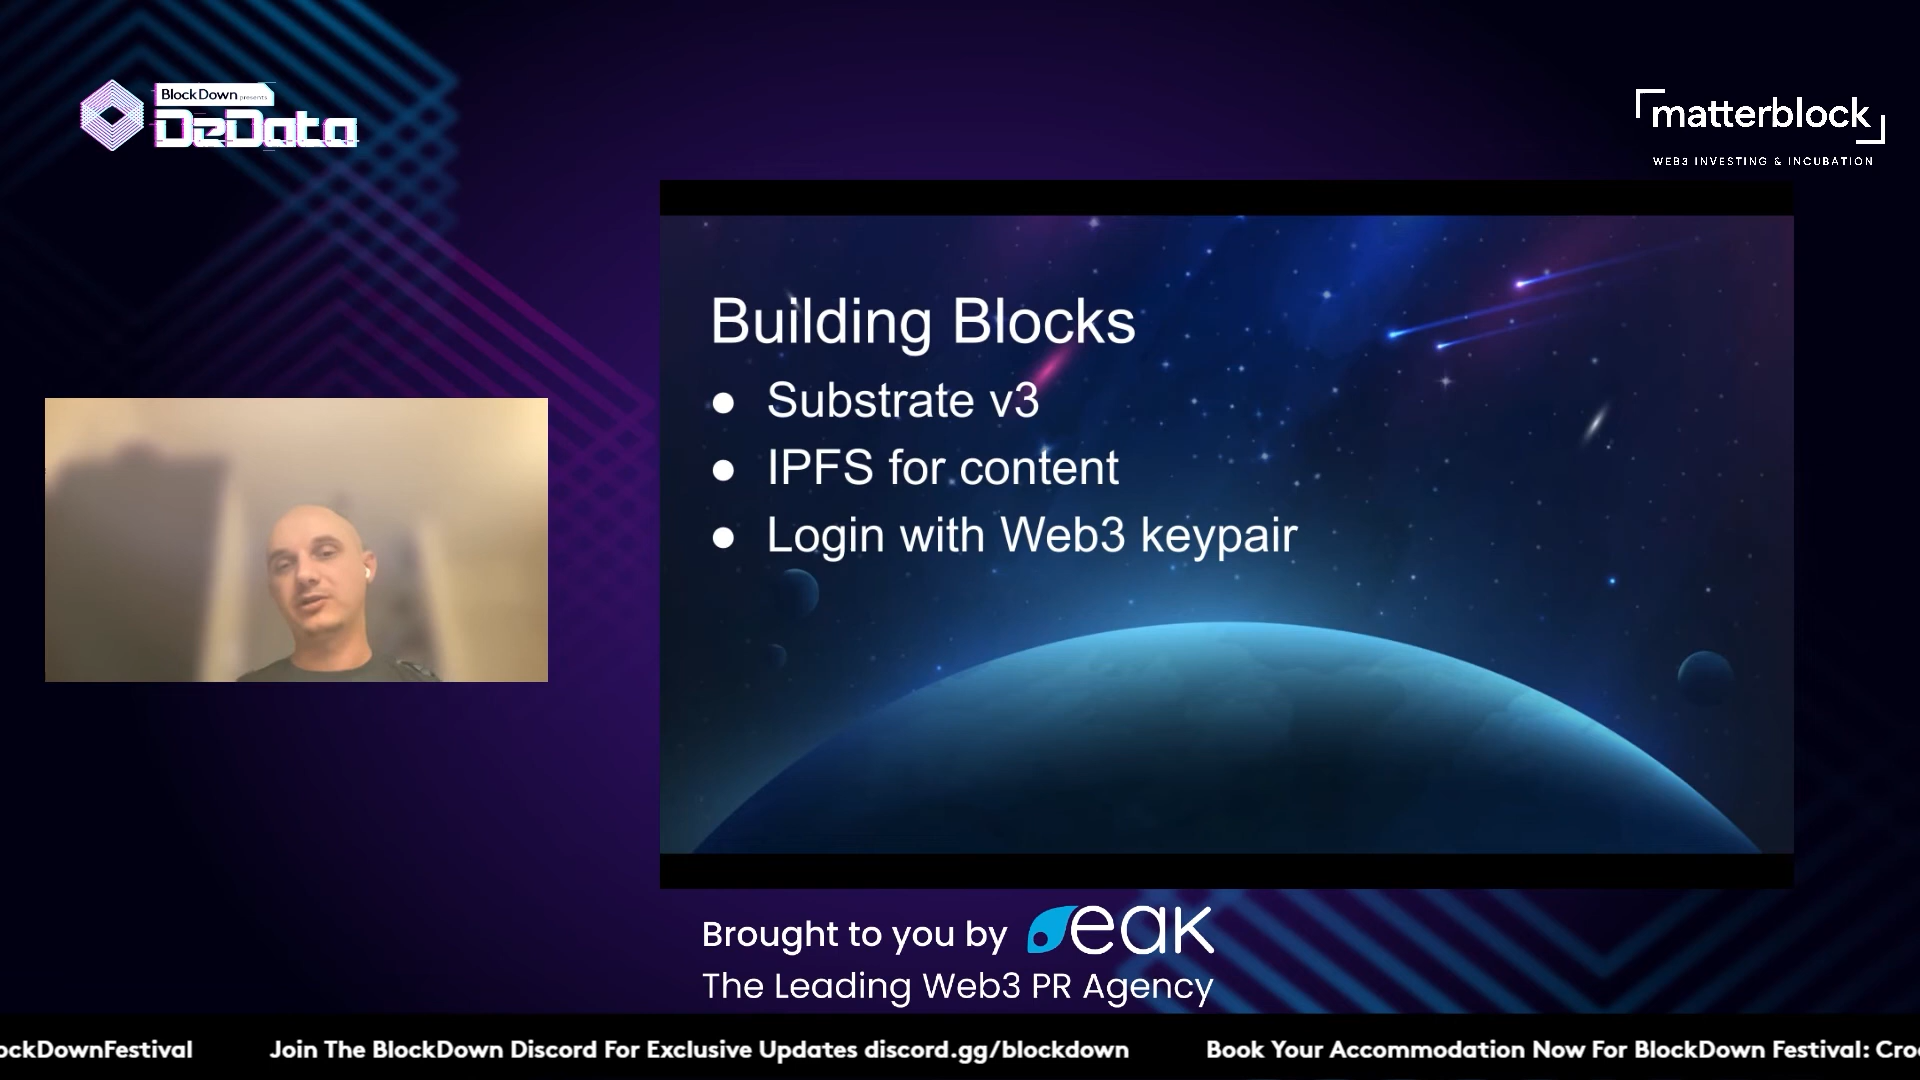 BlockDown presents
DeData
matterblock
WEB3 INVESTING & INCUBATION
Building Blocks
● Substrate v3
● IPFS for content
● Login with Web3 keypair
Brought to you by eak
The Leading Web3 PR Agency
ockDownFestival Join The BlockDown Discord For Exclusive Updates discord.gg/blockdown Book Your Accommodation Now For BlockDown Festival: Cro